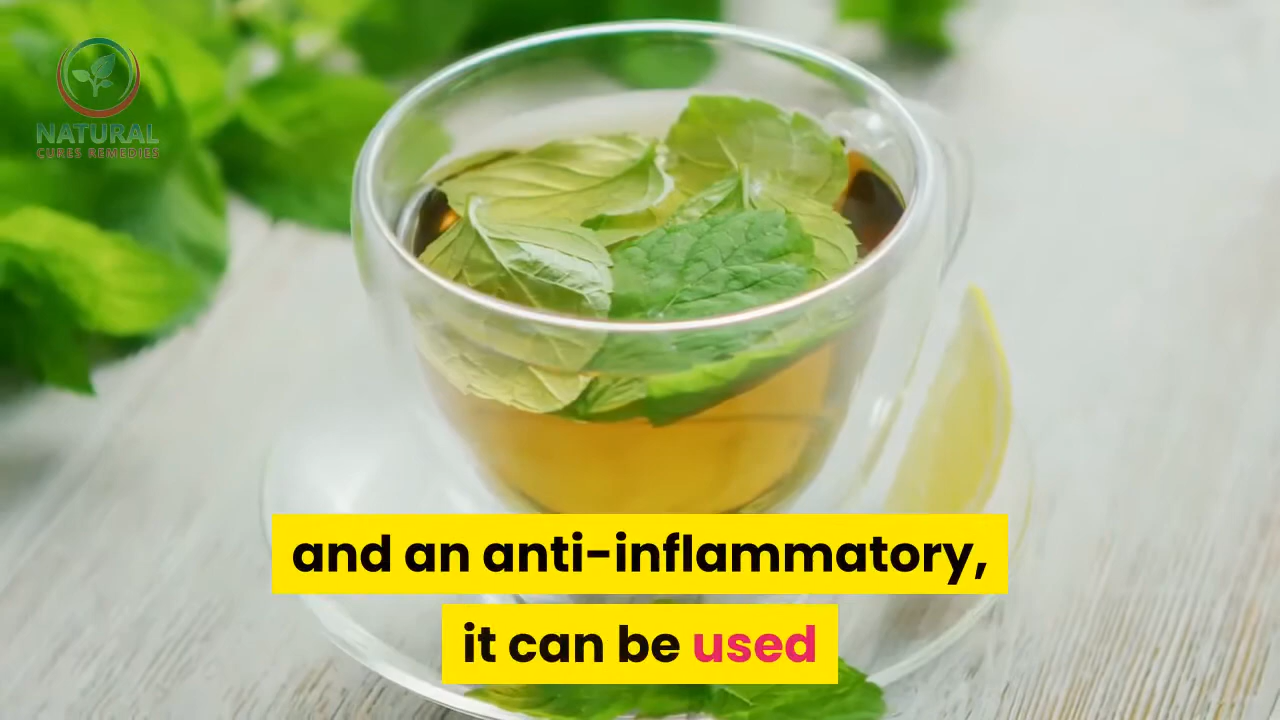 NATURAL
CURES REMEDIES
and an anti-inflammatory,
it can be used